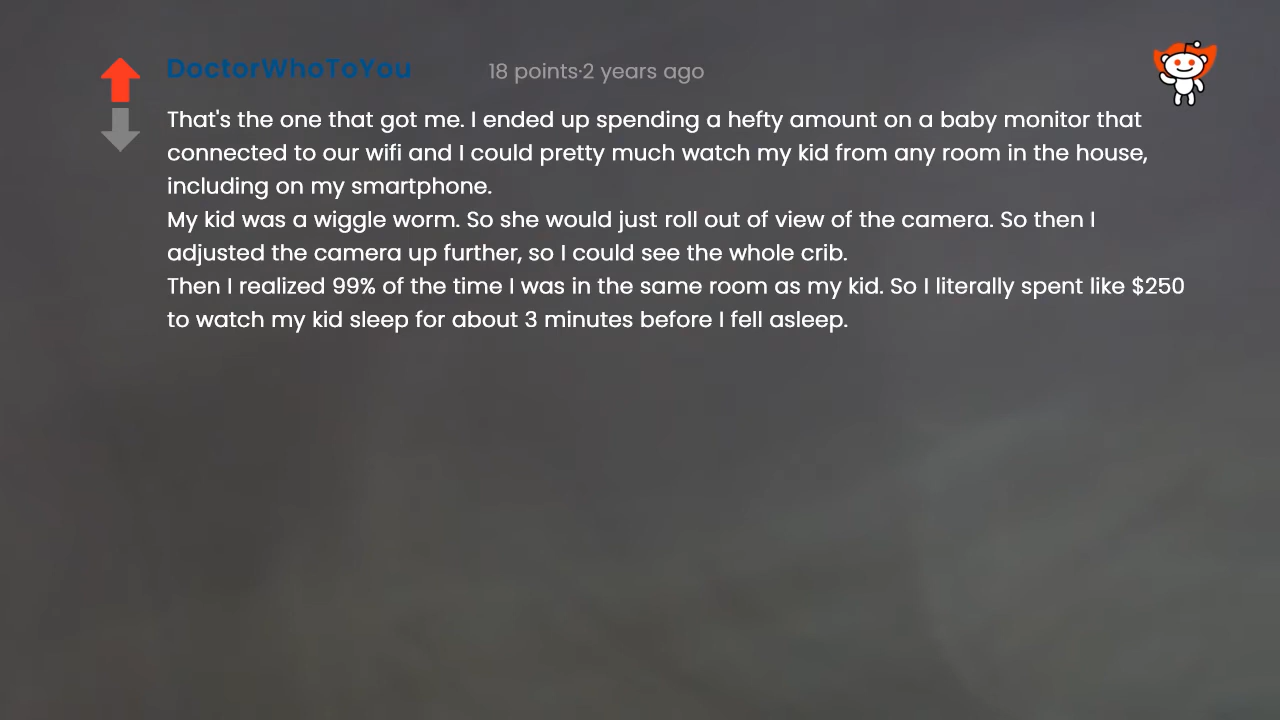 DoctorWhoToYou 18 points·2 years ago
That's the one that got me. I ended up spending a hefty amount on a baby monitor that
connected to our wifi and I could pretty much watch my kid from any room in the house,
including on my smartphone.
My kid was a wiggle worm. So she would just roll out of view of the camera. So then I
adjusted the camera up further, so I could see the whole crib.
Then I realized 99% of the time I was in the same room as my kid. So I literally spent like $250
to watch my kid sleep for about 3 minutes before I fell asleep.